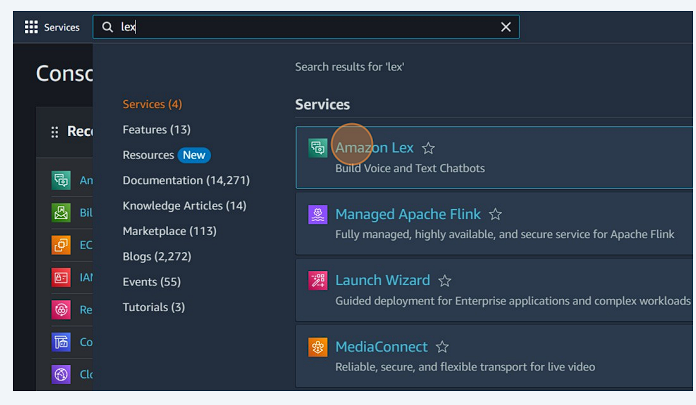 Services
lex
Search results for 'lex'
Services (4)
Features (13)
Resources New
Documentation (14,271)
Knowledge Articles (14)
Marketplace (113)
Blogs (2,272)
Events (55)
Tutorials (3)
Services
Amazon Lex
Build Voice and Text Chatbots
Managed Apache Flink
Fully managed, highly available, and secure service for Apache Flink
Launch Wizard
Guided deployment for Enterprise applications and complex workloads
MediaConnect
Reliable, secure, and flexible transport for live video
Consc
Rec
An
Bil
EC
IAM
Re
Co
Clo